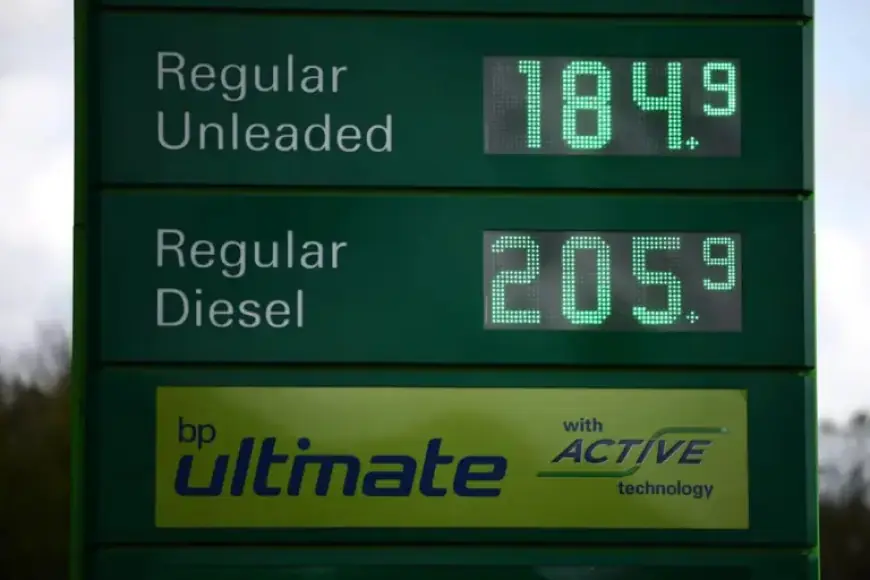 Regular
Unleaded
184.9
Regular
Diesel
205.9
bp
ultimate
with
ACTIVE
technology